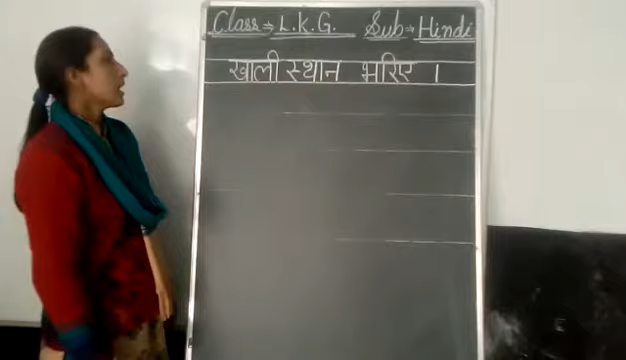 Class⇒ L.K.G. Sub⇒ Hindi
खाली स्थान भरिए ।